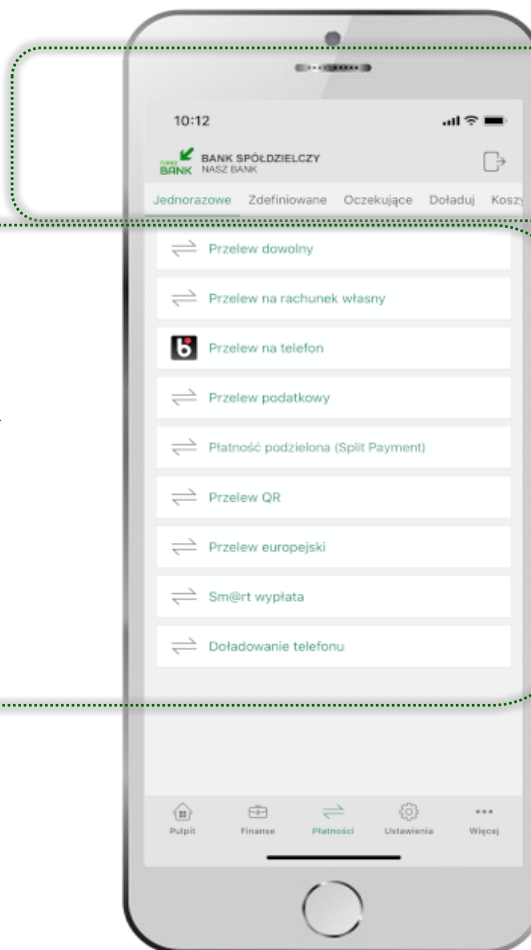 10:12
BANK SPÓŁDZIELCZY
BANK NASZ BANK
Jednorazowe Zdefiniowane Oczekujące Doładuj Koszy
Przelew dowolny
Przelew na rachunek własny
Przelew na telefon
Przelew podatkowy
Płatność podzielona (Split Payment)
Przelew QR
Przelew europejski
Sm@rt wypłata
Doładowanie telefonu
Pulpit Finanse Płatności Ustawienia Więcej